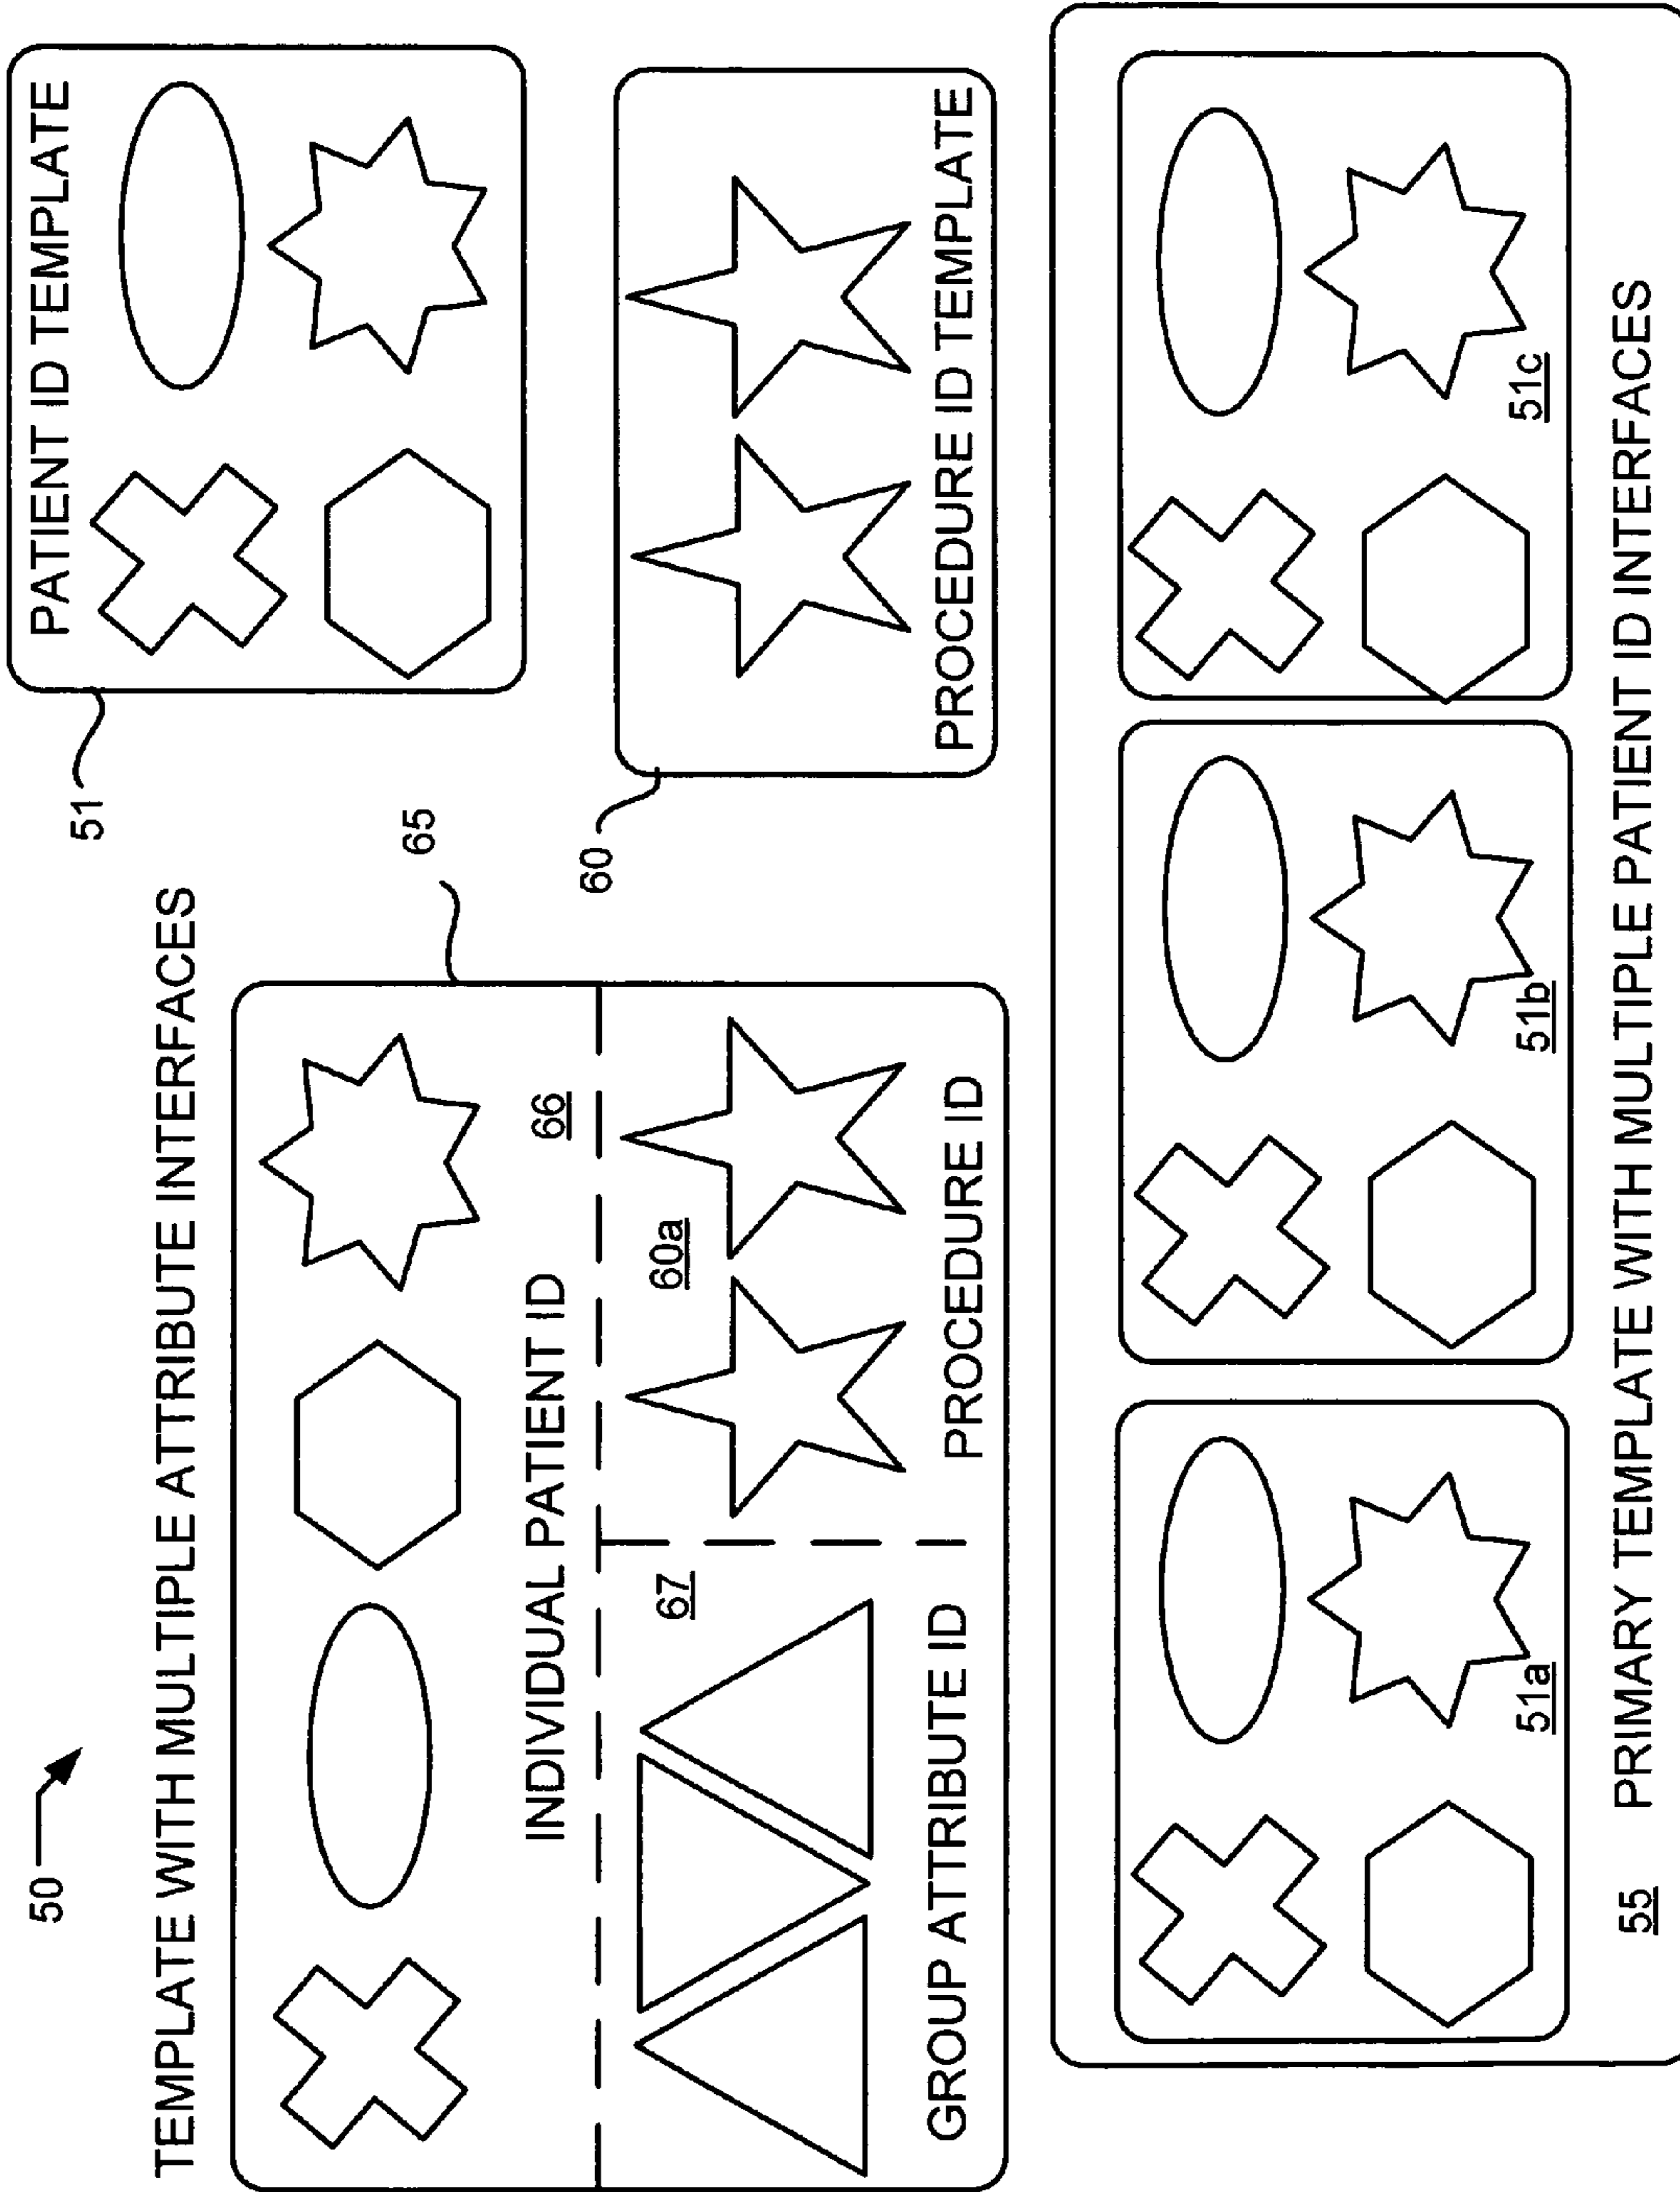 50
TEMPLATE WITH MULTIPLE ATTRIBUTE INTERFACES
65
INDIVIDUAL PATIENT ID
66
67
GROUP ATTRIBUTE ID
60a
PROCEDURE ID
51
PATIENT ID TEMPLATE
60
PROCEDURE ID TEMPLATE
51a
51b
51c
55 PRIMARY TEMPLATE WITH MULTIPLE PATIENT ID INTERFACES